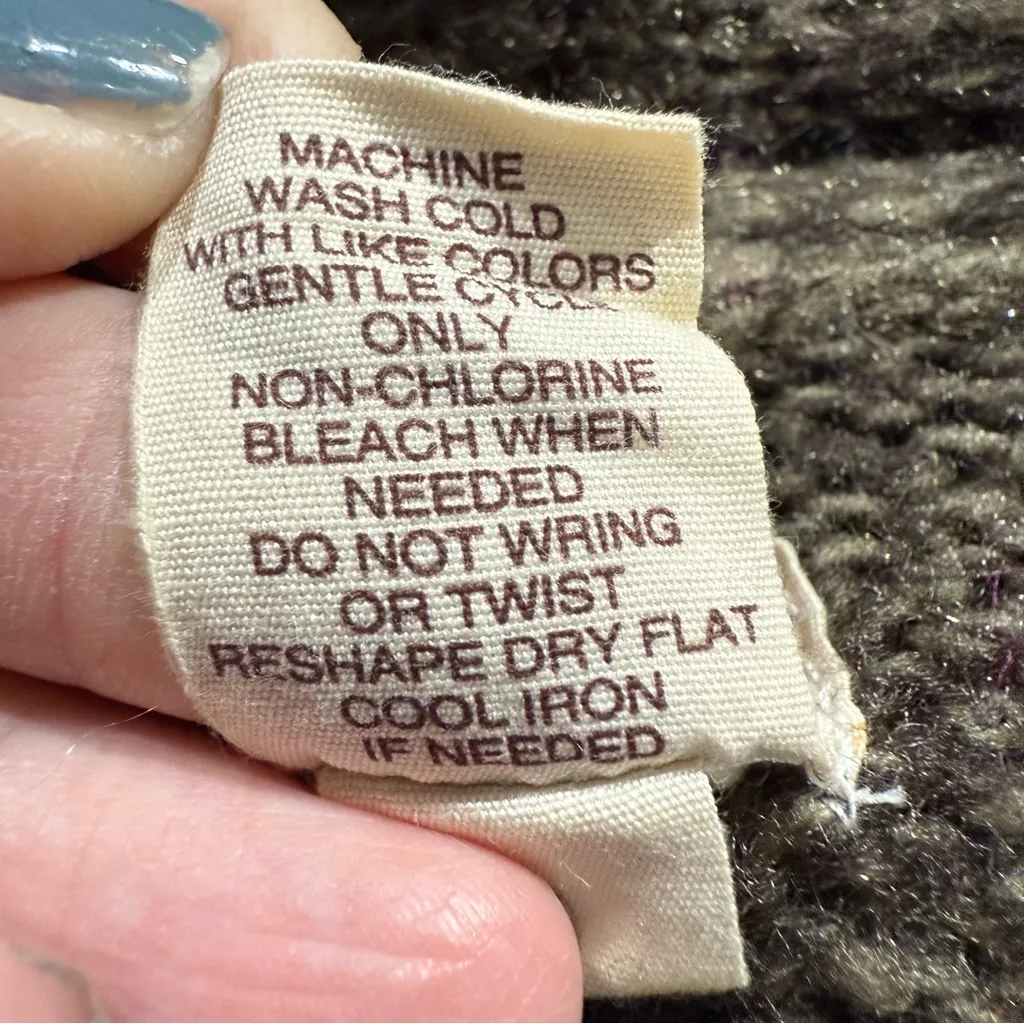 MACHINE
WASH COLD
WITH LIKE COLORS
GENTLE CYCLE
ONLY
NON-CHLORINE
BLEACH WHEN
NEEDED
DO NOT WRING
OR TWIST
RESHAPE DRY FLAT
COOL IRON
IF NEEDED